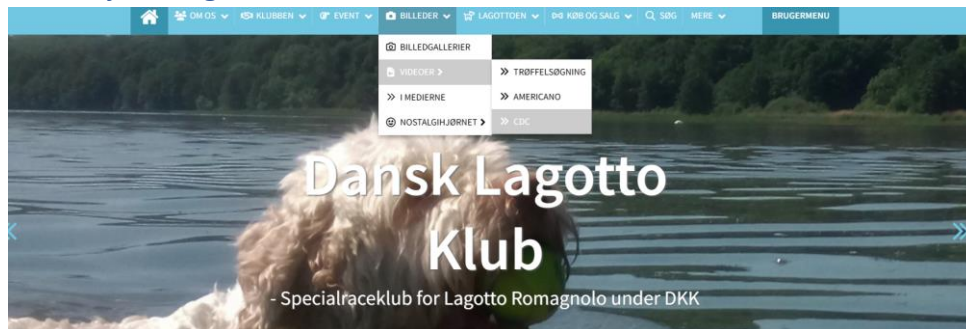 OM OS KLUBBEN EVENT BILLEDER LAGOTTOEN KØB OG SALG SØG MERE BRUGERMENU
BILLEDGALLERIER
VIDEOER TRØFFELSØGNING
I MEDIERNE AMERICANO
NOSTALGIHJØRNET CDC
Dansk Lagotto
Klub
- Specialraceklub for Lagotto Romagnolo under DKK